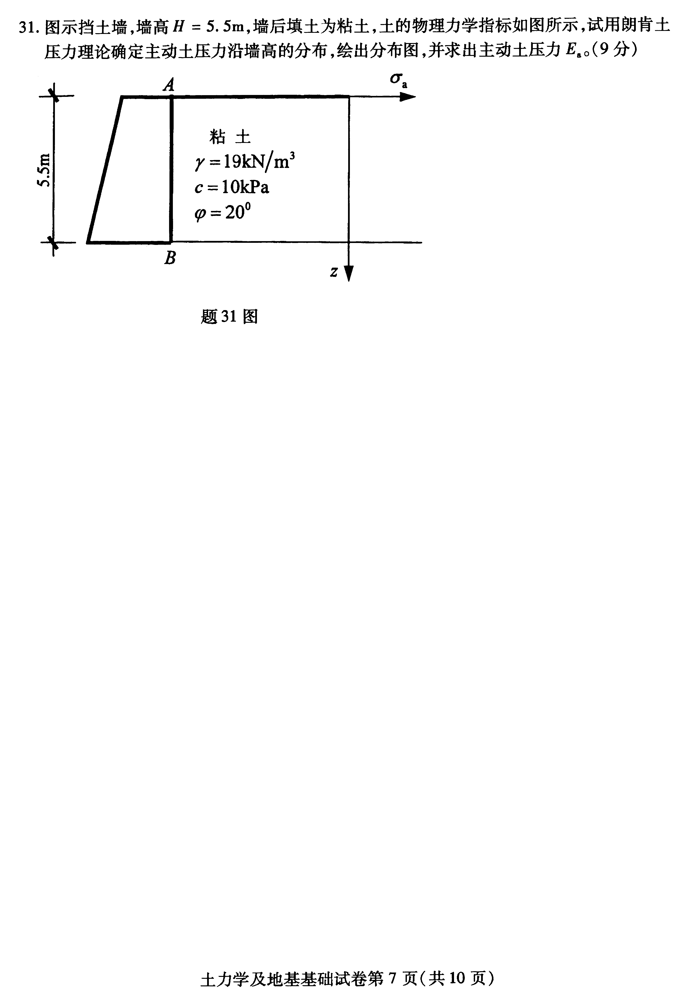 31. 图示挡土墙,墙高 H = 5.5m,墙后填土为粘土,土的物理力学指标如图所示,试用朗肯土
压力理论确定主动土压力沿墙高的分布,绘出分布图,并求出主动土压力 Eₐ。(9 分)
A
σₐ
粘 土
γ = 19kN/m³
5.5m
c = 10kPa
φ = 20⁰
B
z
题 31 图
土力学及地基基础试卷第 7 页(共 10 页)